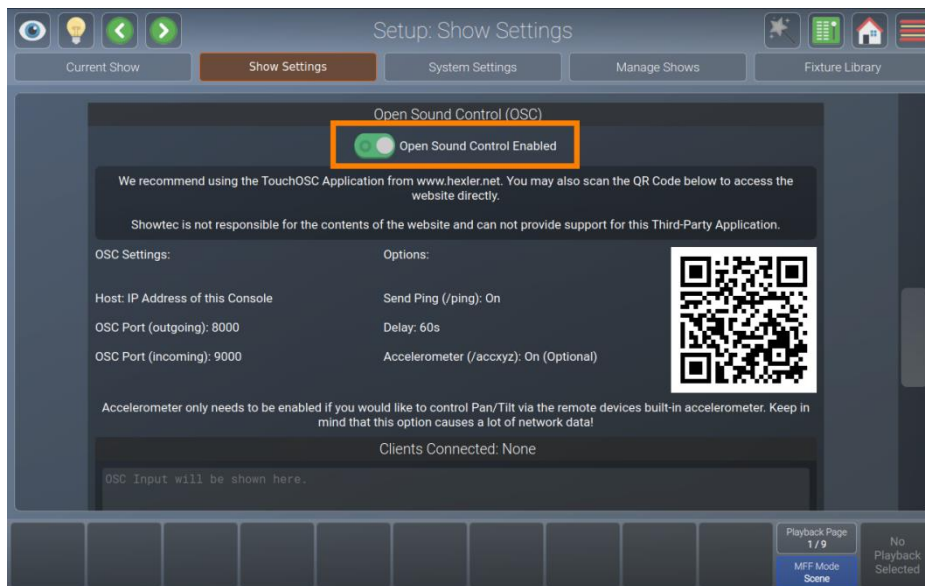 Setup: Show Settings
Current Show
Show Settings
System Settings
Manage Shows
Fixture Library
Open Sound Control (OSC)
Open Sound Control Enabled
We recommend using the TouchOSC Application from www.hexler.net. You may also scan the QR Code below to access the
website directly.
Showtec is not responsible for the contents of the website and can not provide support for this Third-Party Application.
OSC Settings:
Options:
Host: IP Address of this Console
Send Ping (/ping): On
OSC Port (outgoing): 8000
Delay: 60s
OSC Port (incoming): 9000
Accelerometer (/accxyz): On (Optional)
Accelerometer only needs to be enabled if you would like to control Pan/Tilt via the remote devices built-in accelerometer. Keep in
mind that this option causes a lot of network data!
Clients Connected: None
OSC Input will be shown here.
Playback Page
1 / 9
MFF Mode
Scene
No
Playback
Selected